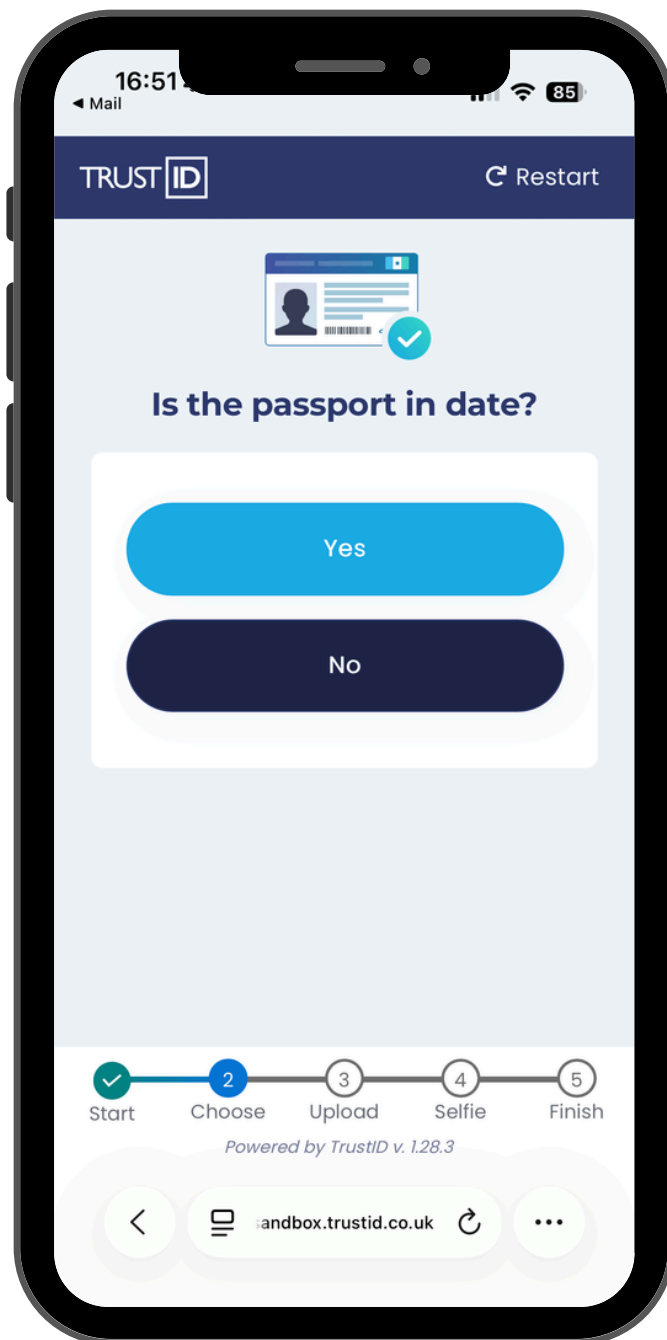 16:51
◀ Mail
85
TRUST ID
Restart
Is the passport in date?
Yes
No
2
3
4
5
Start
Choose
Upload
Selfie
Finish
Powered by TrustID v. 1.28.3
sandbox.trustid.co.uk